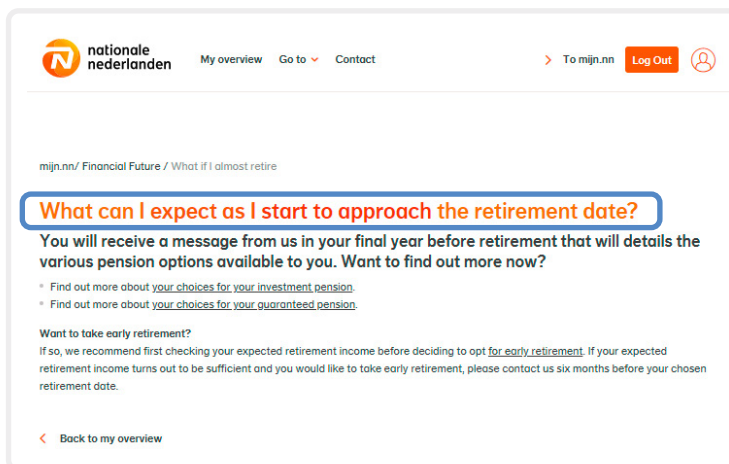 nationale
nederlanden
My overview Go to Contact To mijn.nn Log Out
mijn.nn/ Financial Future / What if I almost retire
What can I expect as I start to approach the retirement date?
You will receive a message from us in your final year before retirement that will details the
various pension options available to you. Want to find out more now?
Find out more about your choices for your investment pension.
Find out more about your choices for your guaranteed pension.
Want to take early retirement?
If so, we recommend first checking your expected retirement income before deciding to opt for early retirement. If your expected
retirement income turns out to be sufficient and you would like to take early retirement, please contact us six months before your chosen
retirement date.
Back to my overview